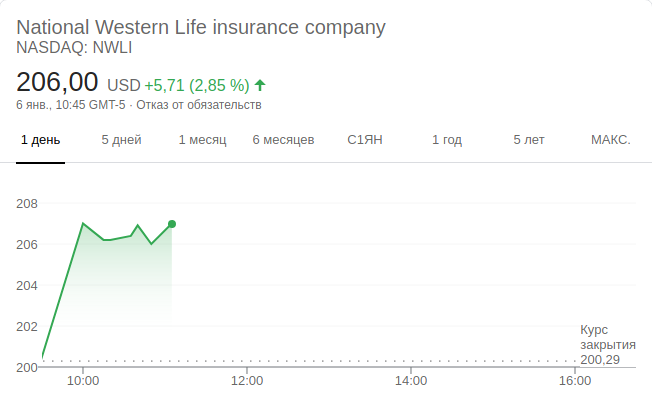 National Western Life insurance company
NASDAQ: NWLI
206,00 USD +5,71 (2,85 %)
6 янв., 10:45 GMT-5 · Отказ от обязательств
1 день 5 дней 1 месяц 6 месяцев С1ЯН 1 год 5 лет МАКС.
208
206
204
202
Курс
закрытия
200,29
200
10:00 12:00 14:00 16:00